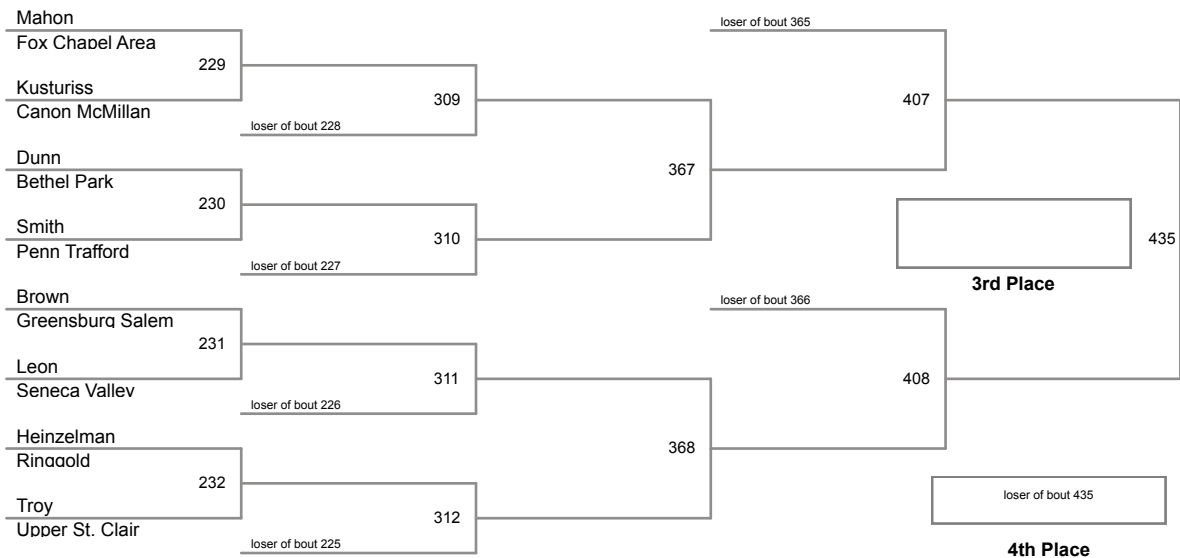 Mahon
Fox Chapel Area
229
Kusturiss
Canon McMillan
loser of bout 228
309
Dunn
Bethel Park
230
Smith
Penn Trafford
loser of bout 227
310
367
loser of bout 365
407
Brown
Greensburg Salem
231
Leon
Seneca Valley
loser of bout 226
311
Heinzelman
Ringgold
232
Troy
Upper St. Clair
loser of bout 225
312
368
loser of bout 366
408
435
3rd Place
loser of bout 435
4th Place